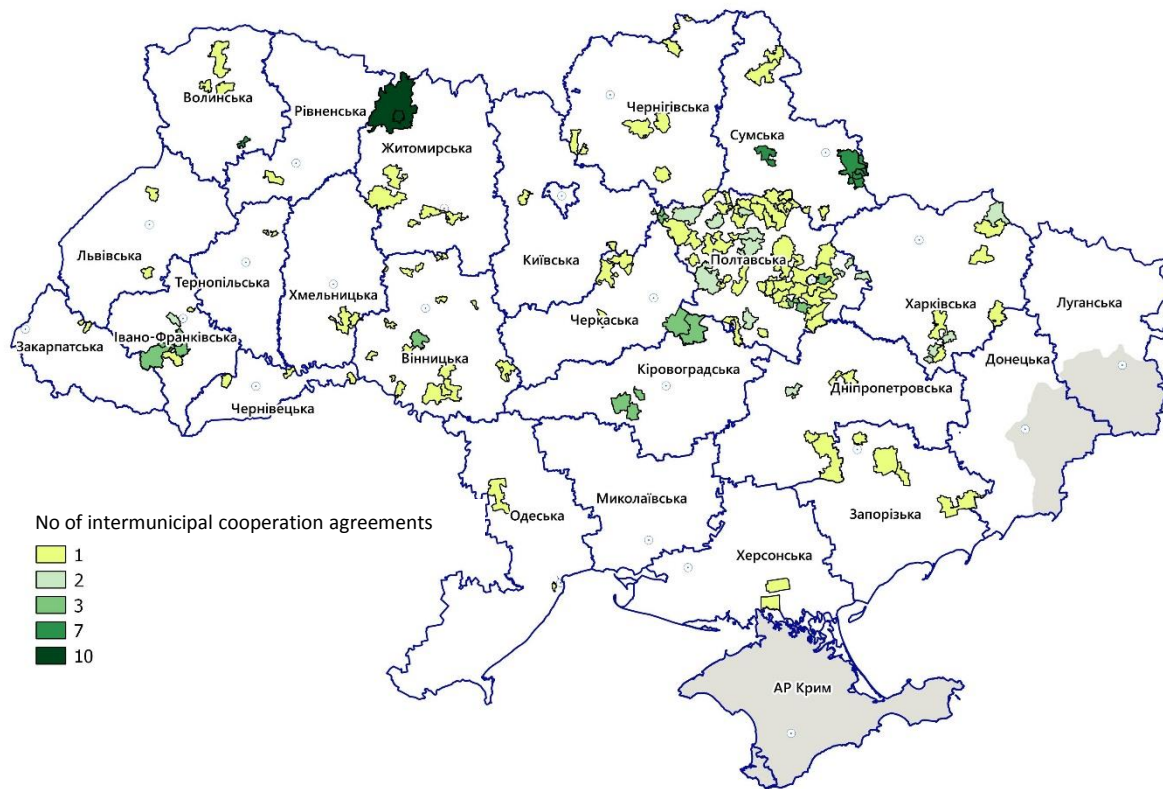 Волинська
Рівненська
Житомирська
Чернігівська
Сумська
Львівська
Тернопільська
Хмельницька
Київська
Полтавська
Харківська
Луганська
Закарпатська
Івано-Франківська
Вінницька
Черкаська
Кіровоградська
Донецька
Чернівецька
Дніпропетровська
Одеська
Миколаївська
Запорізька
Херсонська
АР Крим
No of intermunicipal cooperation agreements
1
2
3
7
10